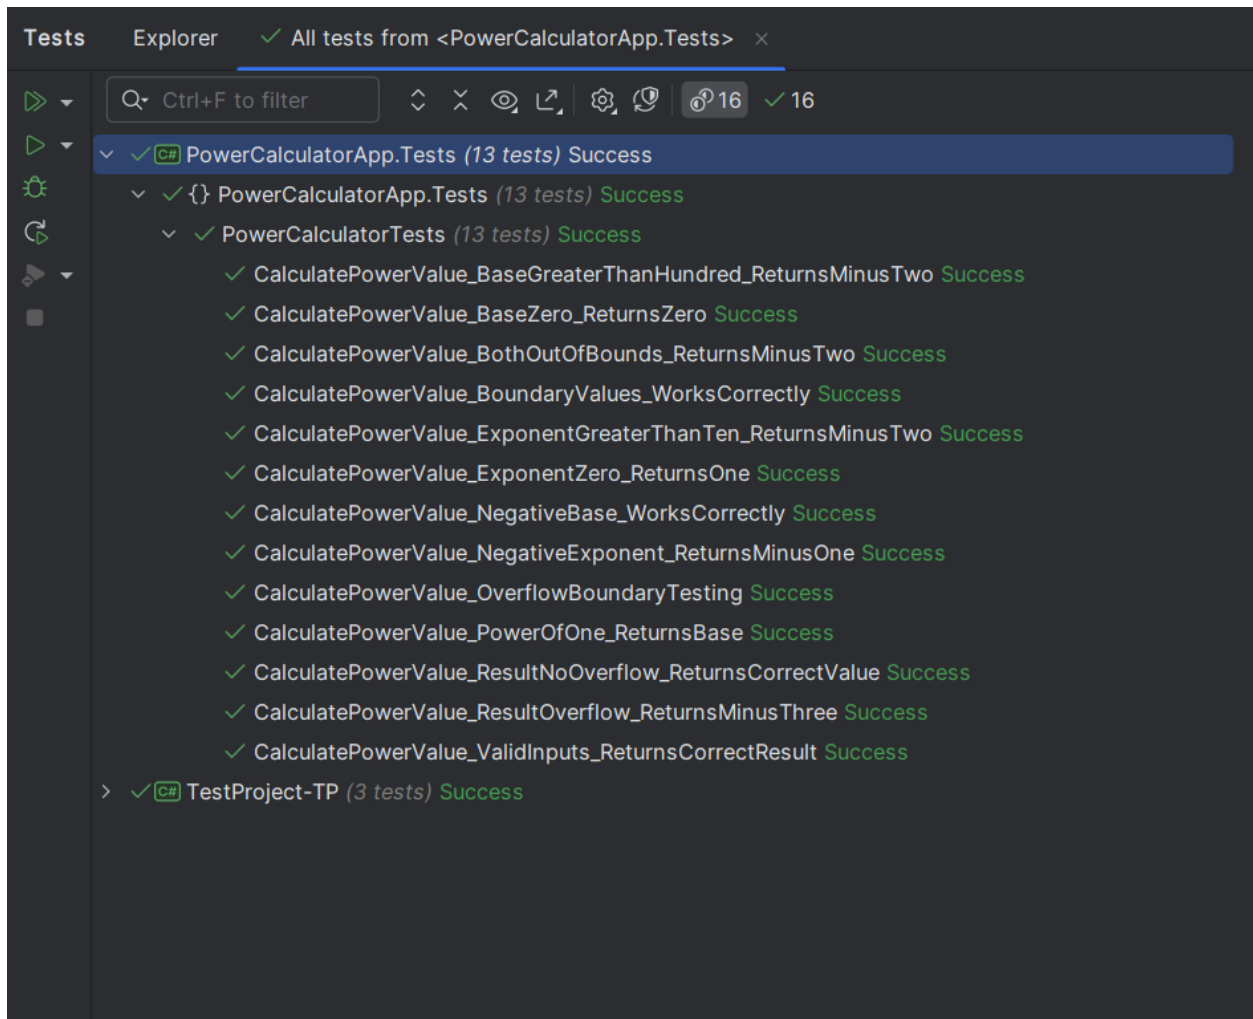 Tests Explorer All tests from <PowerCalculatorApp.Tests>
Ctrl+F to filter 16 16
C# PowerCalculatorApp.Tests (13 tests) Success
{} PowerCalculatorApp.Tests (13 tests) Success
PowerCalculatorTests (13 tests) Success
CalculatePowerValue_BaseGreaterThanHundred_ReturnsMinusTwo Success
CalculatePowerValue_BaseZero_ReturnsZero Success
CalculatePowerValue_BothOutOfBounds_ReturnsMinusTwo Success
CalculatePowerValue_BoundaryValues_WorksCorrectly Success
CalculatePowerValue_ExponentGreaterThanTen_ReturnsMinusTwo Success
CalculatePowerValue_ExponentZero_ReturnsOne Success
CalculatePowerValue_NegativeBase_WorksCorrectly Success
CalculatePowerValue_NegativeExponent_ReturnsMinusOne Success
CalculatePowerValue_OverflowBoundaryTesting Success
CalculatePowerValue_PowerOfOne_ReturnsBase Success
CalculatePowerValue_ResultNoOverflow_ReturnsCorrectValue Success
CalculatePowerValue_ResultOverflow_ReturnsMinusThree Success
CalculatePowerValue_ValidInputs_ReturnsCorrectResult Success
C# TestProject-TP (3 tests) Success